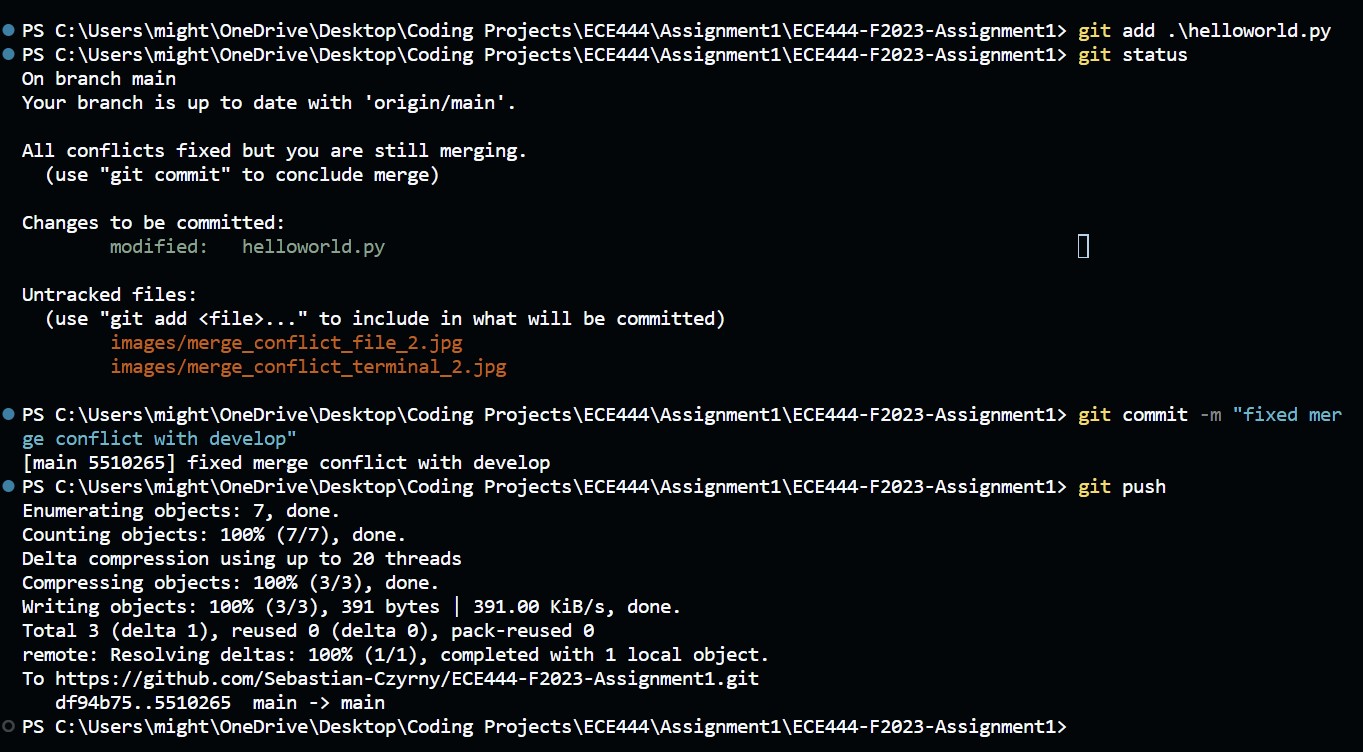 PS C:\Users\might\OneDrive\Desktop\Coding Projects\ECE444\Assignment1\ECE444-F2023-Assignment1> git add .\helloworld.py
PS C:\Users\might\OneDrive\Desktop\Coding Projects\ECE444\Assignment1\ECE444-F2023-Assignment1> git status
On branch main
Your branch is up to date with 'origin/main'.
All conflicts fixed but you are still merging.
  (use "git commit" to conclude merge)
Changes to be committed:
        modified:   helloworld.py
Untracked files:
  (use "git add <file>..." to include in what will be committed)
        images/merge_conflict_file_2.jpg
        images/merge_conflict_terminal_2.jpg
PS C:\Users\might\OneDrive\Desktop\Coding Projects\ECE444\Assignment1\ECE444-F2023-Assignment1> git commit -m "fixed mer
ge conflict with develop"
[main 5510265] fixed merge conflict with develop
PS C:\Users\might\OneDrive\Desktop\Coding Projects\ECE444\Assignment1\ECE444-F2023-Assignment1> git push
Enumerating objects: 7, done.
Counting objects: 100% (7/7), done.
Delta compression using up to 20 threads
Compressing objects: 100% (3/3), done.
Writing objects: 100% (3/3), 391 bytes | 391.00 KiB/s, done.
Total 3 (delta 1), reused 0 (delta 0), pack-reused 0
remote: Resolving deltas: 100% (1/1), completed with 1 local object.
To https://github.com/Sebastian-Czyrny/ECE444-F2023-Assignment1.git
   df94b75..5510265  main -> main
PS C:\Users\might\OneDrive\Desktop\Coding Projects\ECE444\Assignment1\ECE444-F2023-Assignment1>